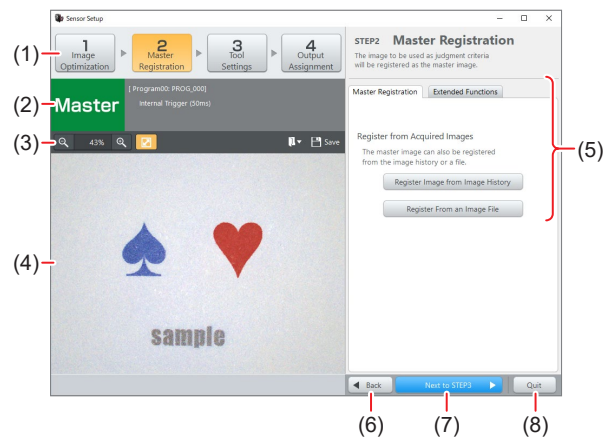 Sensor Setup
1
Image
Optimization
2
Master
Registration
3
Tool
Settings
4
Output
Assignment
Master
[ Program00: PROG_000]
Internal Trigger (50ms)
43%
Save
sample
STEP2 Master Registration
The image to be used as judgment criteria
will be registered as the master image.
Master Registration
Extended Functions
Register from Acquired Images
The master image can also be registered
from the image history or a file.
Register Image from Image History
Register From an Image File
Back
Next to STEP3
Quit
(1)
(2)
(3)
(4)
(5)
(6)
(7)
(8)